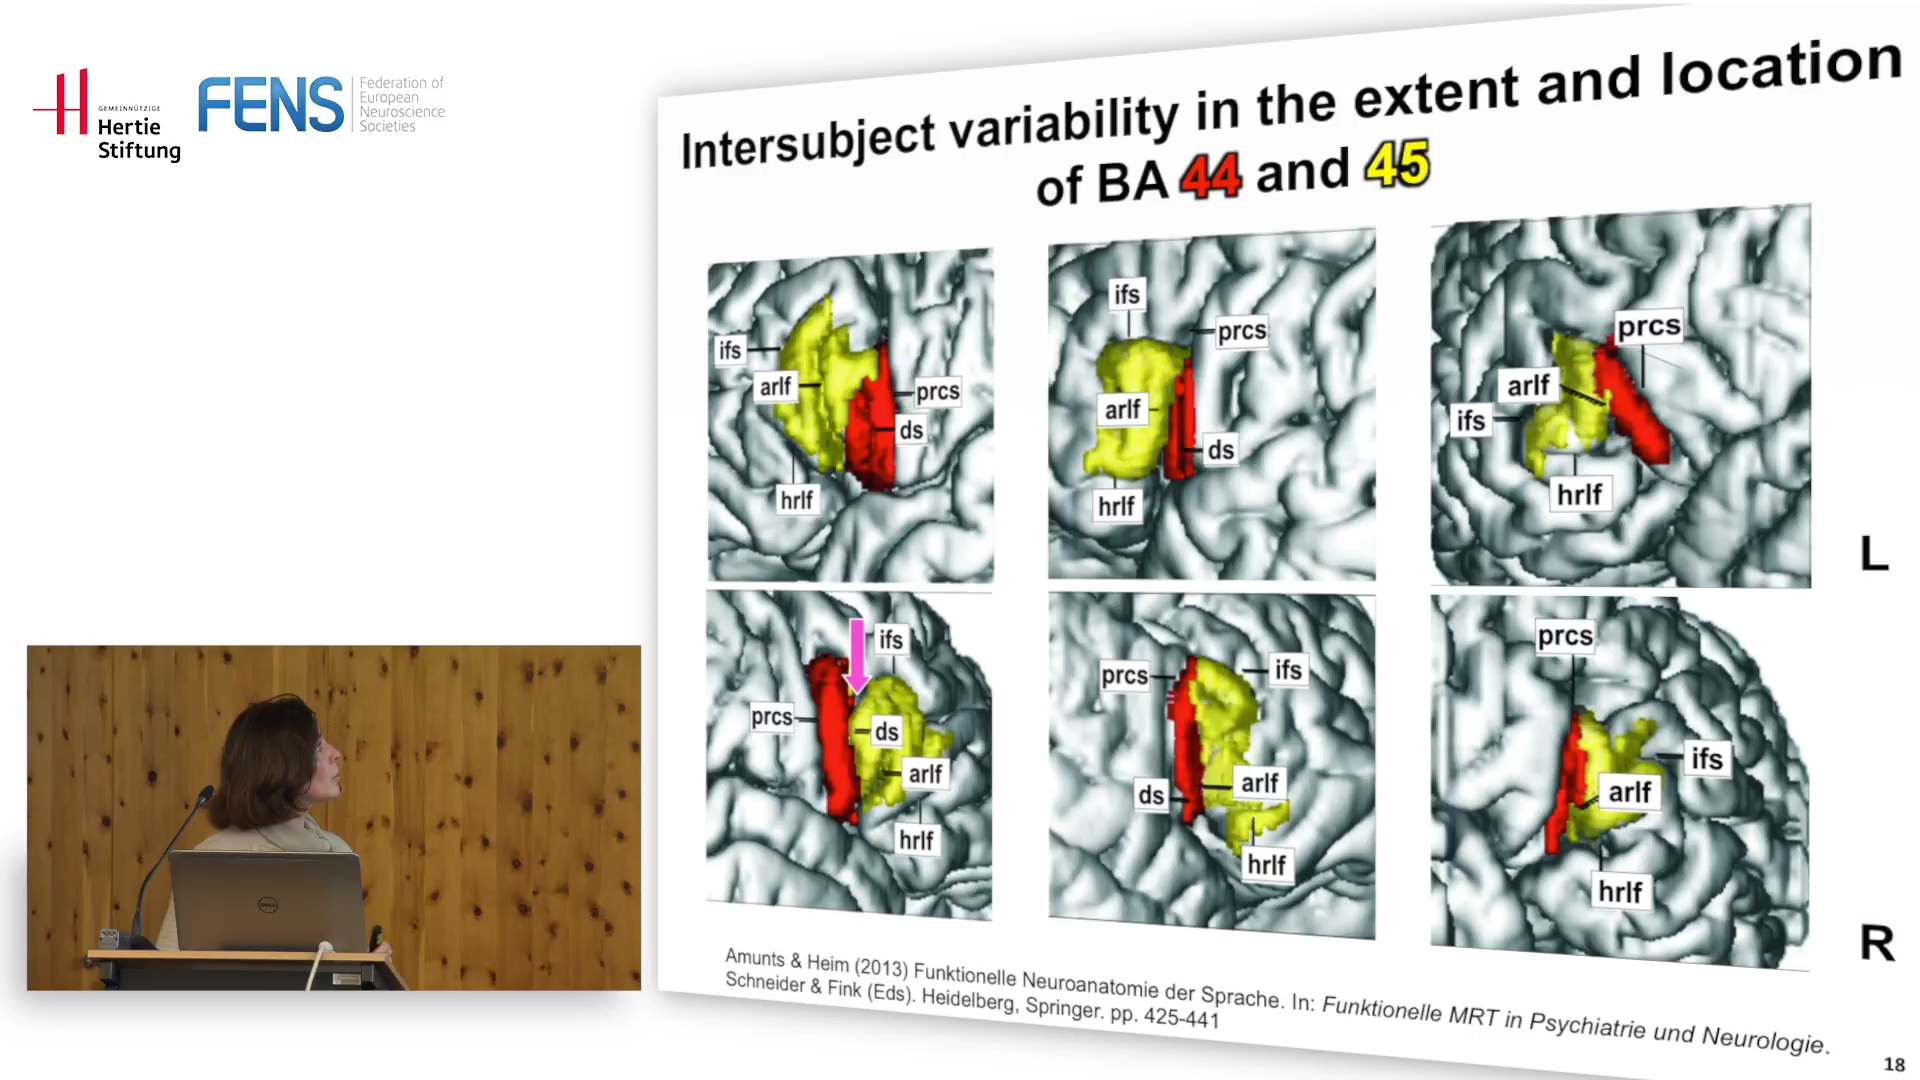 GEMEINNÜTZIGE
Hertie
Stiftung
FENS
Federation of
European
Neuroscience
Societies
Intersubject variability in the extent and location
of BA 44 and 45
ifs
arlf
prcs
ds
hrlf
ifs
prcs
arlf
ds
hrlf
prcs
arlf
ifs
hrlf
L
ifs
prcs
ds
arlf
hrlf
prcs
ifs
ds
arlf
hrlf
prcs
ifs
arlf
hrlf
R
DELL
Amunts & Heim (2013) Funktionelle Neuroanatomie der Sprache. In: Funktionelle MRT in Psychiatrie und Neurologie.
Schneider & Fink (Eds). Heidelberg, Springer. pp. 425-441
18